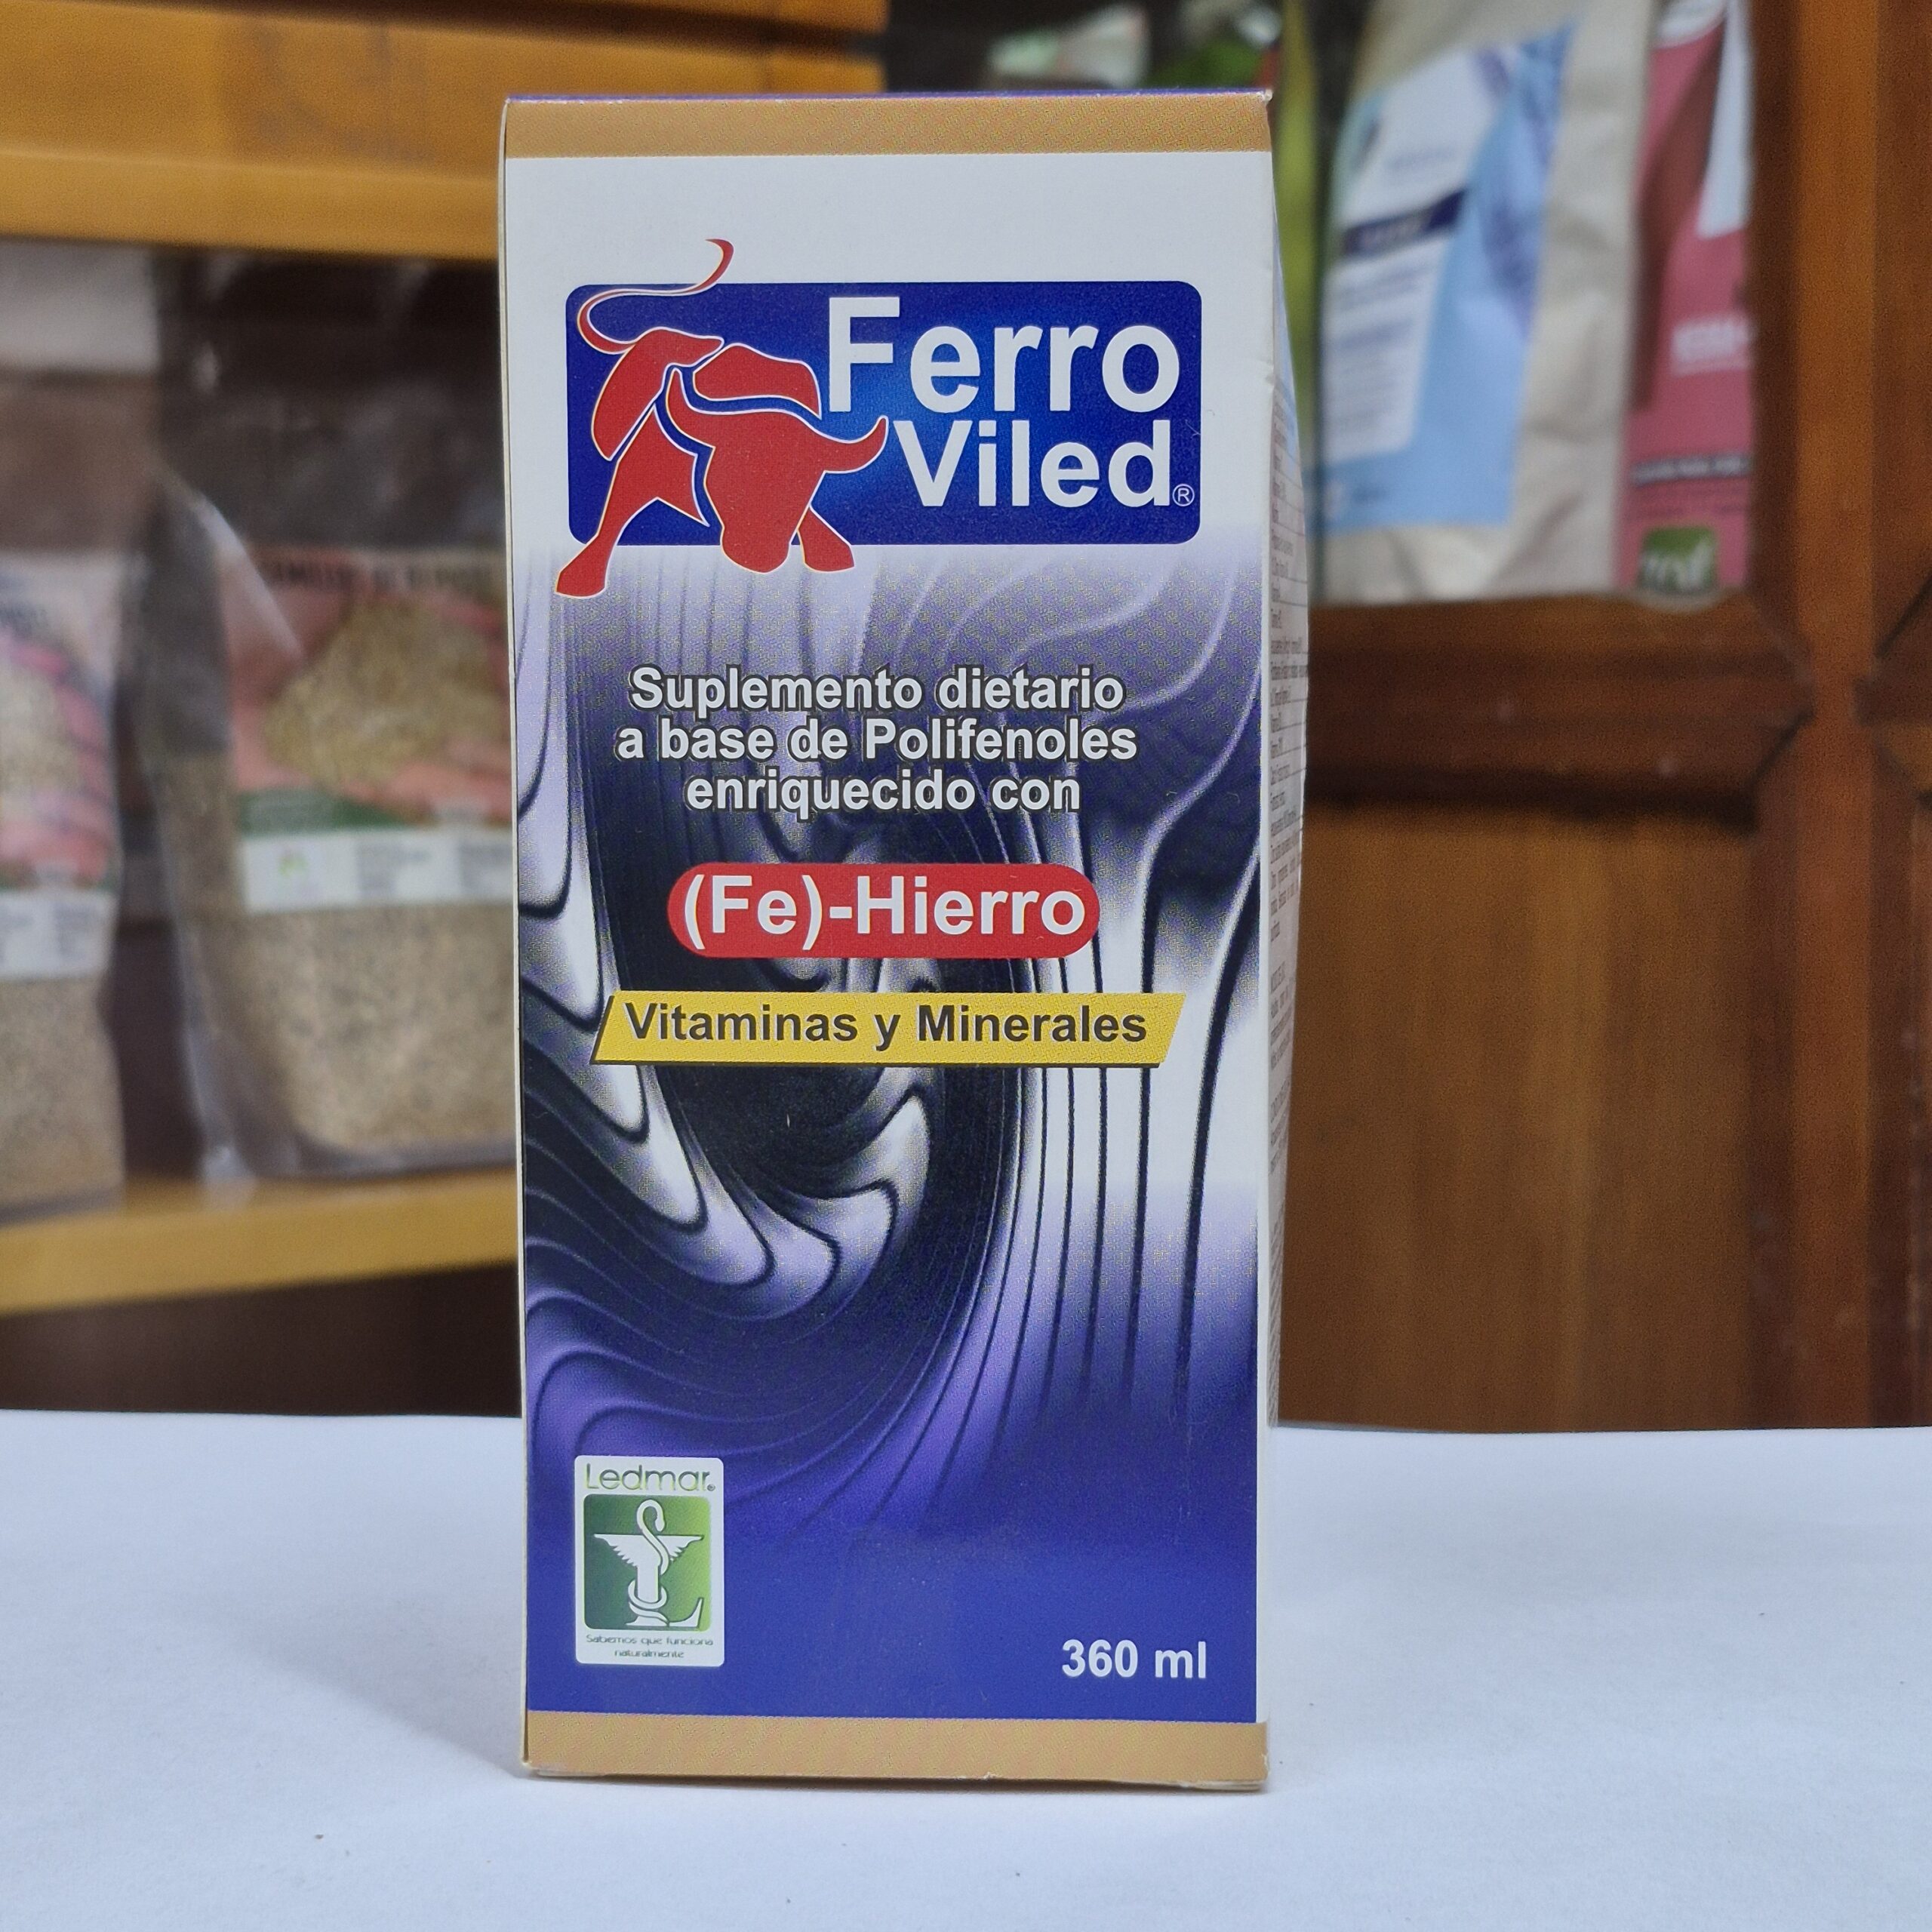 Ferro
Viled®
Suplemento dietario
a base de Polifenoles
enriquecido con
(Fe)-Hierro
Vitaminas y Minerales
Ledmar®
Sabemos que funciona
naturalmente
360 ml